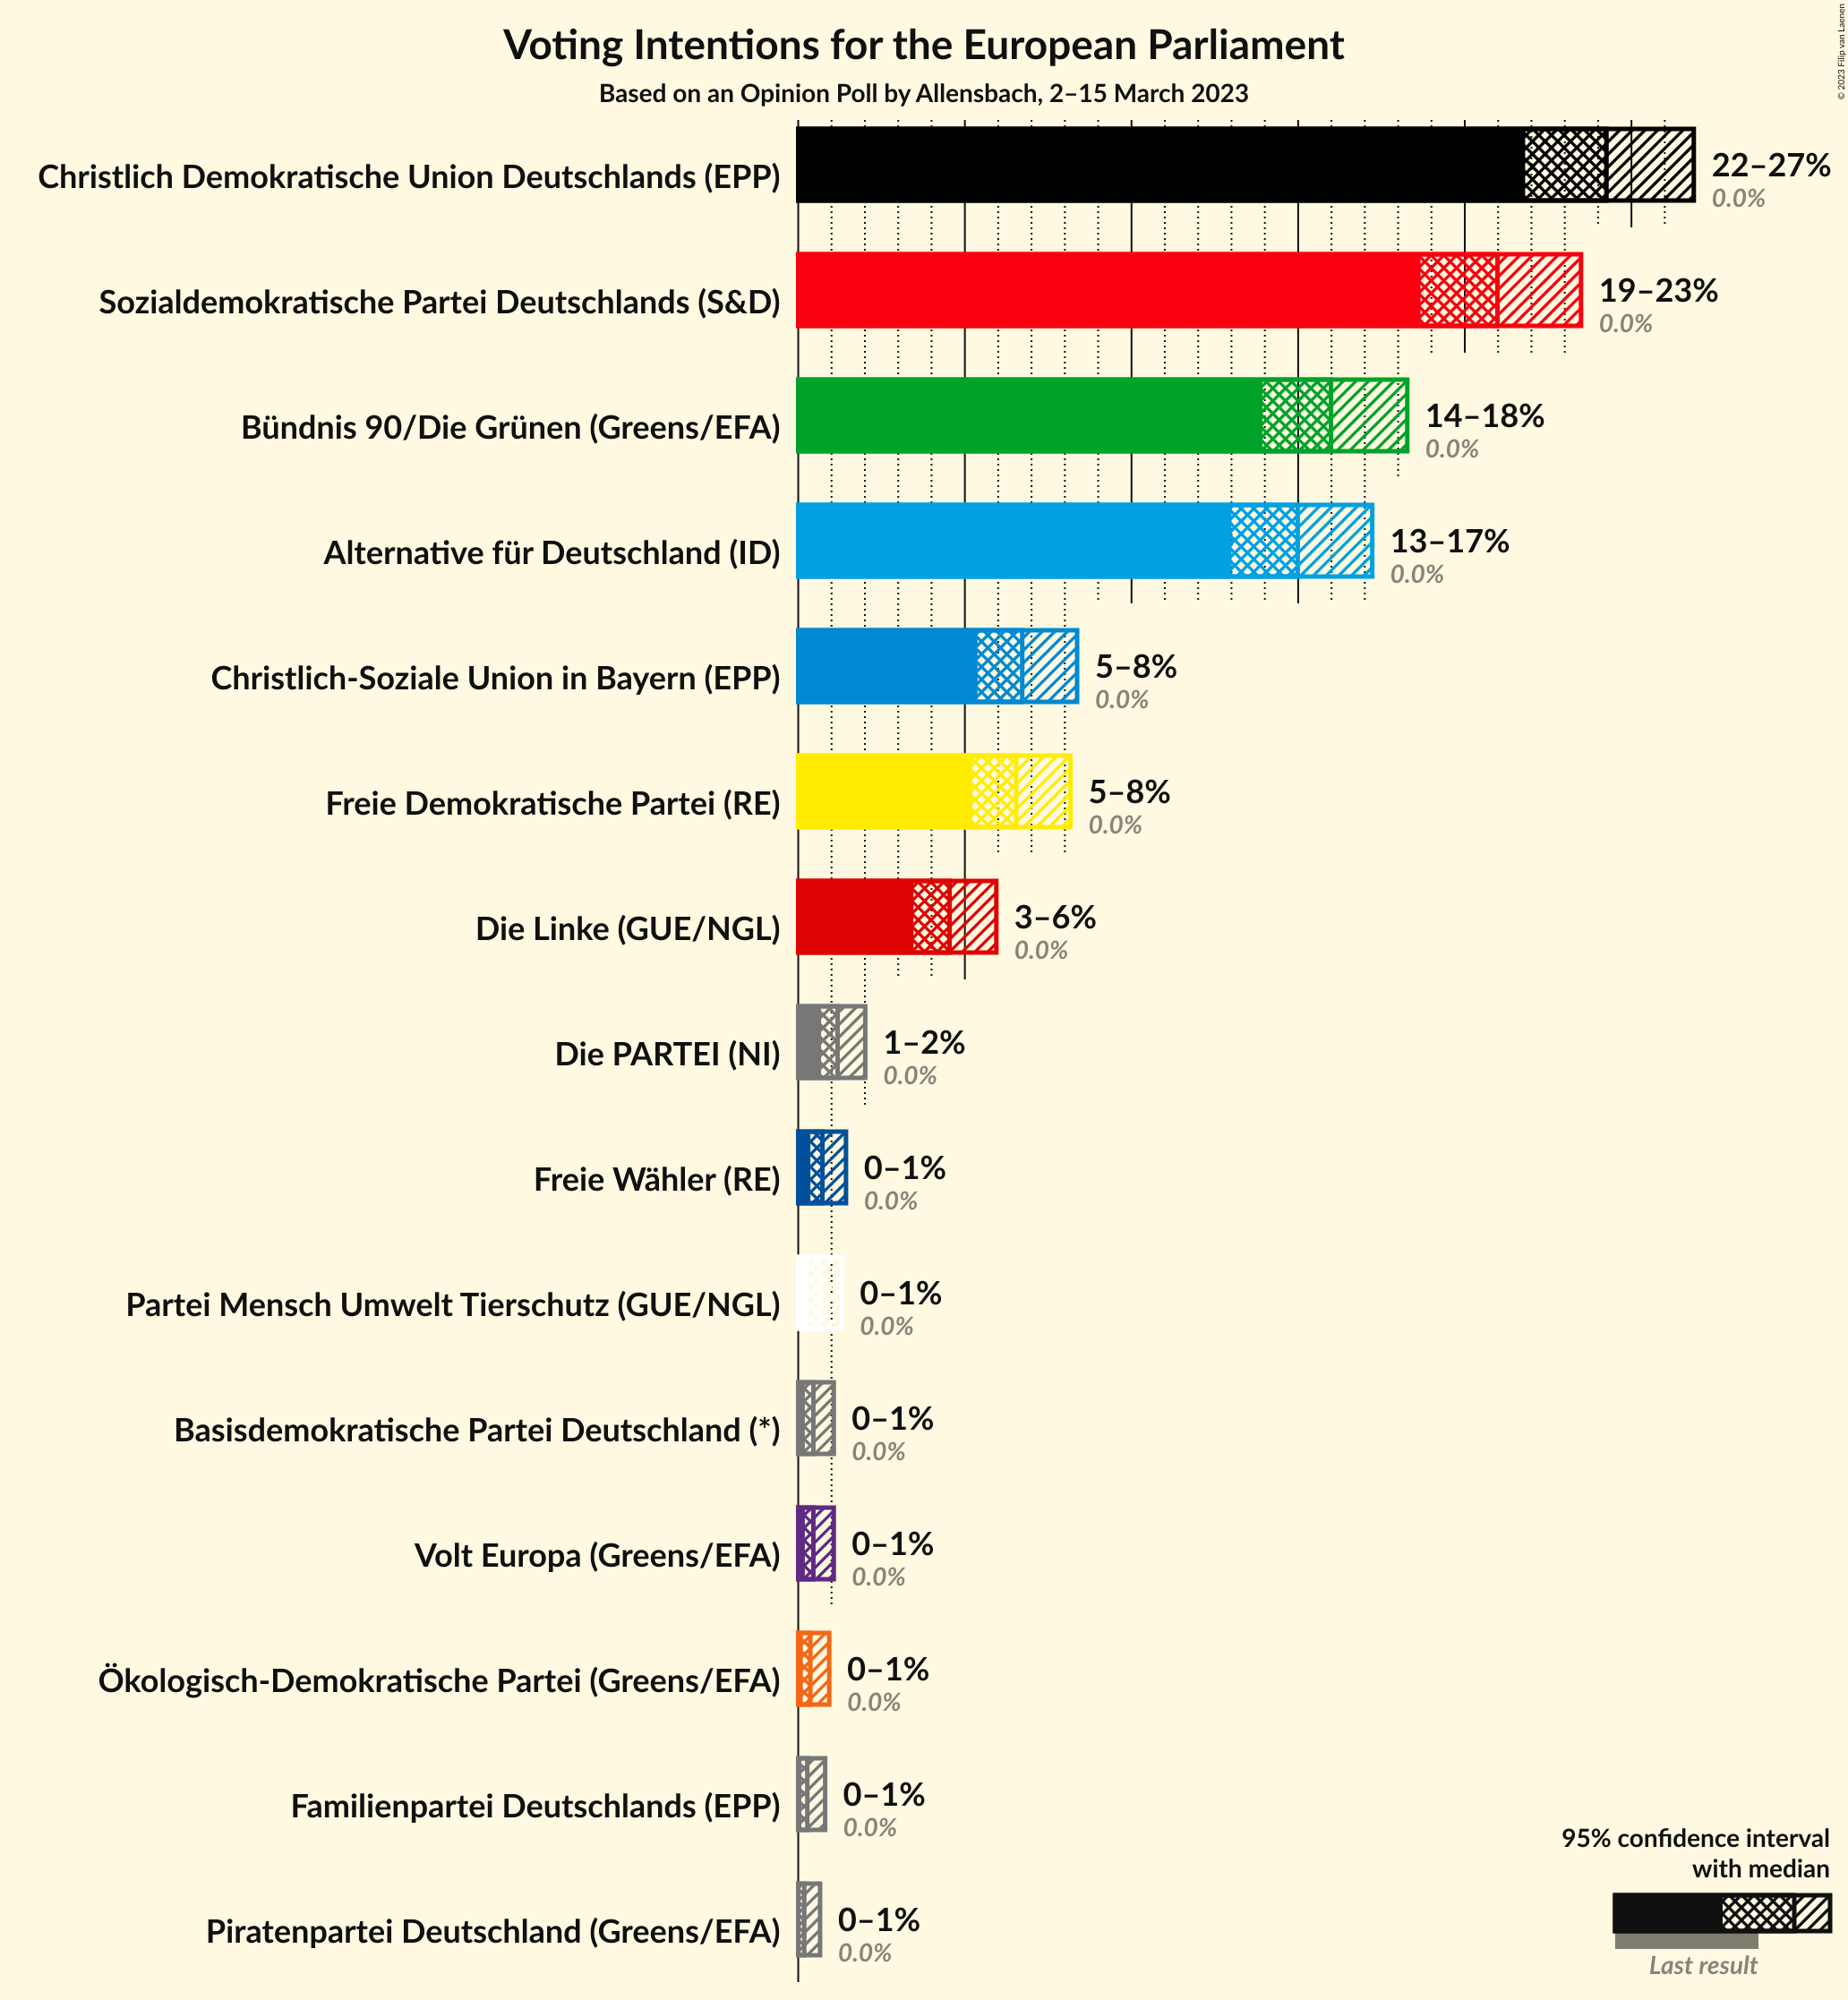 Voting Intentions for the European Parliament
Based on an Opinion Poll by Allensbach, 2–15 March 2023
© 2023 Filip van Laenen
Christlich Demokratische Union Deutschlands (EPP)
22–27%
0.0%
Sozialdemokratische Partei Deutschlands (S&D)
19–23%
0.0%
Bündnis 90/Die Grünen (Greens/EFA)
14–18%
0.0%
Alternative für Deutschland (ID)
13–17%
0.0%
Christlich-Soziale Union in Bayern (EPP)
5–8%
0.0%
Freie Demokratische Partei (RE)
5–8%
0.0%
Die Linke (GUE/NGL)
3–6%
0.0%
Die PARTEI (NI)
1–2%
0.0%
Freie Wähler (RE)
0–1%
0.0%
Partei Mensch Umwelt Tierschutz (GUE/NGL)
0–1%
0.0%
Basisdemokratische Partei Deutschland (*)
0–1%
0.0%
Volt Europa (Greens/EFA)
0–1%
0.0%
Ökologisch-Demokratische Partei (Greens/EFA)
0–1%
0.0%
Familienpartei Deutschlands (EPP)
0–1%
0.0%
Piratenpartei Deutschland (Greens/EFA)
0–1%
0.0%
95% confidence interval
with median
Last result